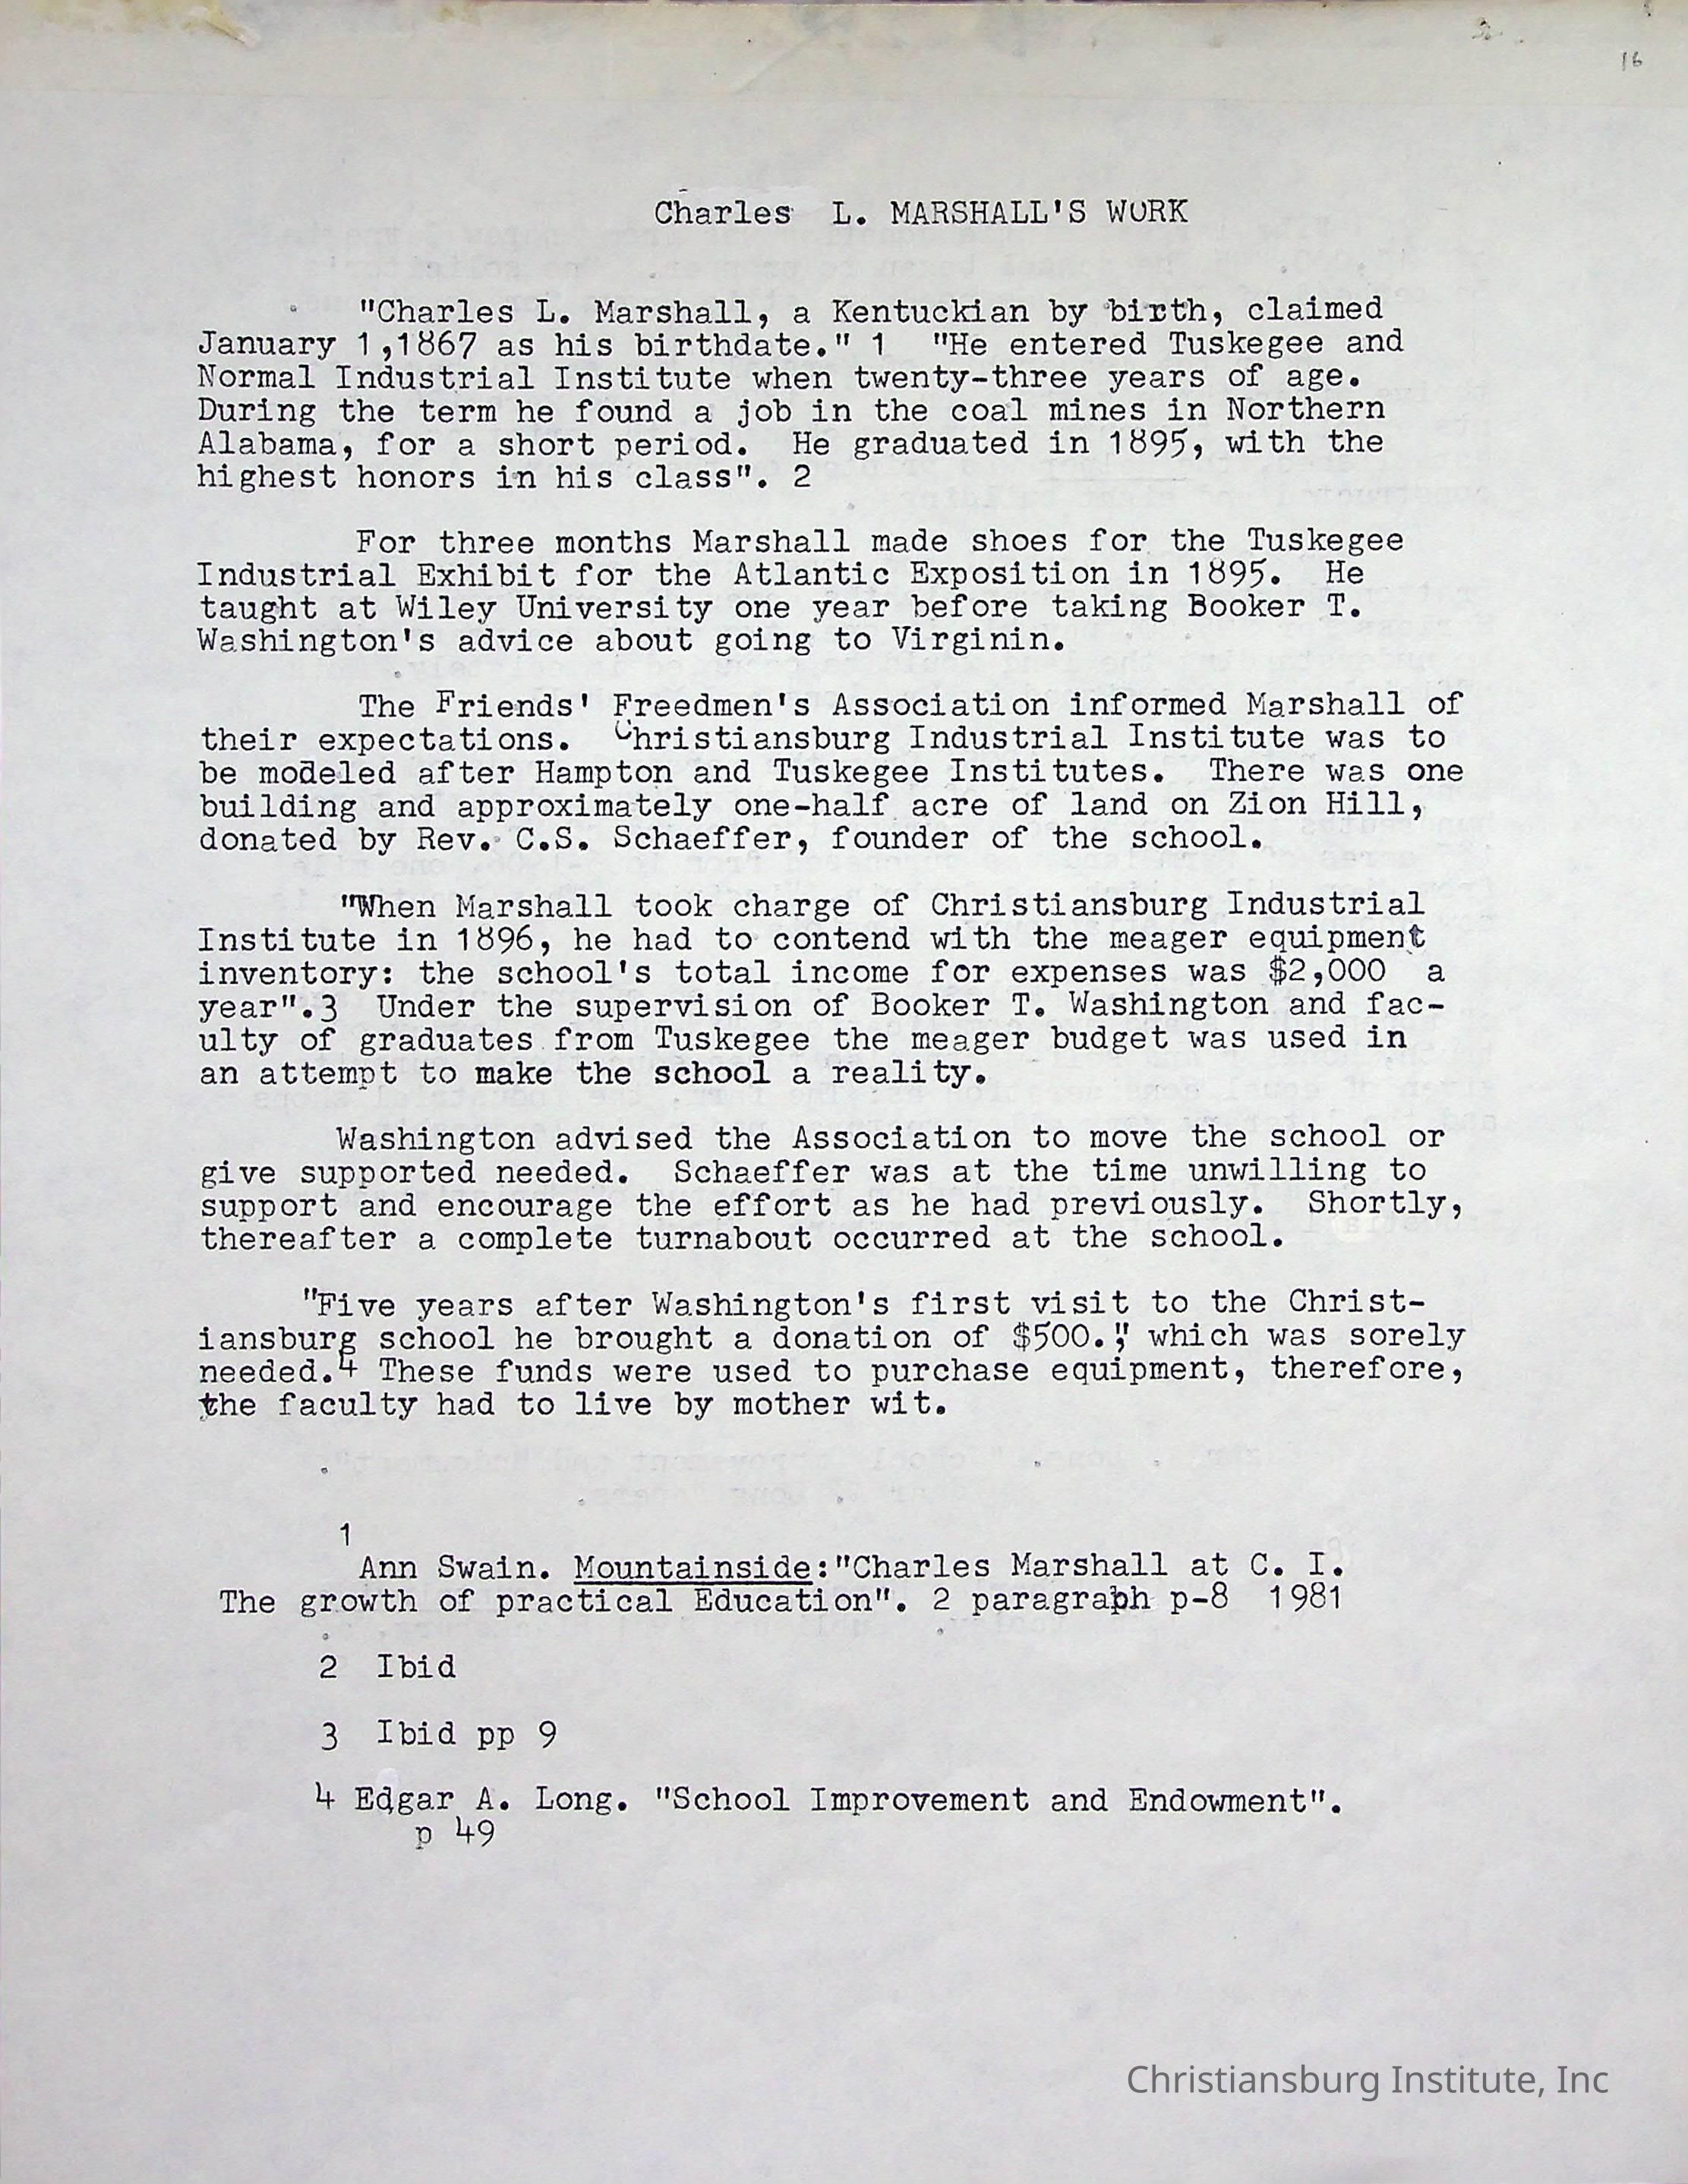 16
Charles L. MARSHALL'S WORK
"Charles L. Marshall, a Kentuckian by birth, claimed
January 1,1867 as his birthdate." 1 "He entered Tuskegee and
Normal Industrial Institute when twenty-three years of age.
During the term he found a job in the coal mines in Northern
Alabama, for a short period. He graduated in 1895, with the
highest honors in his class". 2
For three months Marshall made shoes for the Tuskegee
Industrial Exhibit for the Atlantic Exposition in 1895. He
taught at Wiley University one year before taking Booker T.
Washington's advice about going to Virginin.
The Friends' Freedmen's Association informed Marshall of
their expectations. Christiansburg Industrial Institute was to
be modeled after Hampton and Tuskegee Institutes. There was one
building and approximately one-half acre of land on Zion Hill,
donated by Rev. C.S. Schaeffer, founder of the school.
"When Marshall took charge of Christiansburg Industrial
Institute in 1896, he had to contend with the meager equipment
inventory: the school's total income for expenses was $2,000 a
year".3 Under the supervision of Booker T. Washington and fac-
ulty of graduates from Tuskegee the meager budget was used in
an attempt to make the school a reality.
Washington advised the Association to move the school or
give supported needed. Schaeffer was at the time unwilling to
support and encourage the effort as he had previously. Shortly,
thereafter a complete turnabout occurred at the school.
"Five years after Washington's first visit to the Christ-
iansburg school he brought a donation of $500.", which was sorely
needed.4 These funds were used to purchase equipment, therefore,
the faculty had to live by mother wit.
1
Ann Swain. Mountainside:"Charles Marshall at C. I.
The growth of practical Education". 2 paragraph p-8 1981
2 Ibid
3 Ibid pp 9
4 Edgar A. Long. "School Improvement and Endowment".
p 49
Christiansburg Institute, Inc